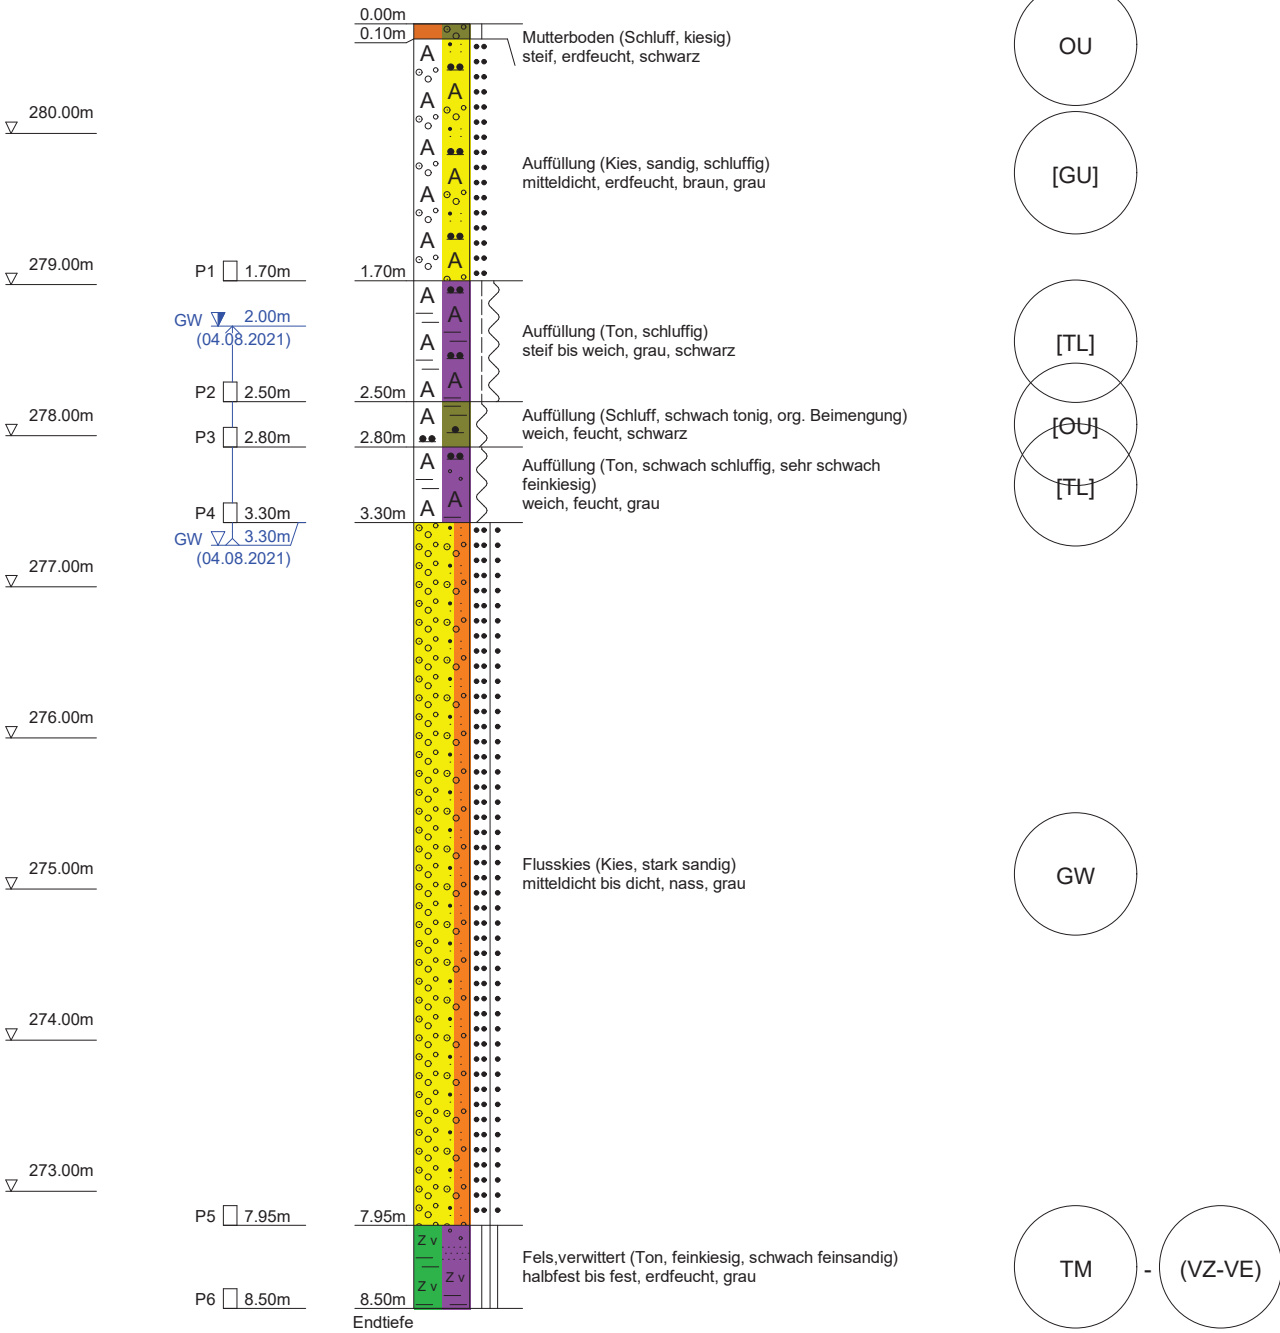 0.00m
0.10m
Mutterboden (Schluff, kiesig)
steif, erdfeucht, schwarz
OU
A
A
A
280.00m
A
A
Auffüllung (Kies, sandig, schluffig)
mitteldicht, erdfeucht, braun, grau
[GU]
A
A
A
A
279.00m
P1 1.70m
1.70m
A
A
A
A
A
GW 2.00m
(04.08.2021)
Auffüllung (Ton, schluffig)
steif bis weich, grau, schwarz
[TL]
P2 2.50m
2.50m
278.00m
A
Auffüllung (Schluff, schwach tonig, org. Beimengung)
weich, feucht, schwarz
[OU]
P3 2.80m
2.80m
A
A
A
Auffüllung (Ton, schwach schluffig, sehr schwach
feinkiesig)
weich, feucht, grau
[TL]
P4 3.30m
3.30m
GW 3.30m
(04.08.2021)
277.00m
276.00m
275.00m
Flusskies (Kies, stark sandig)
mitteldicht bis dicht, nass, grau
GW
274.00m
273.00m
P5 7.95m
7.95m
Z v
Z v
Z v
Fels,verwittert (Ton, feinkiesig, schwach feinsandig)
halbfest bis fest, erdfeucht, grau
TM - (VZ-VE)
P6 8.50m
8.50m
Endtiefe